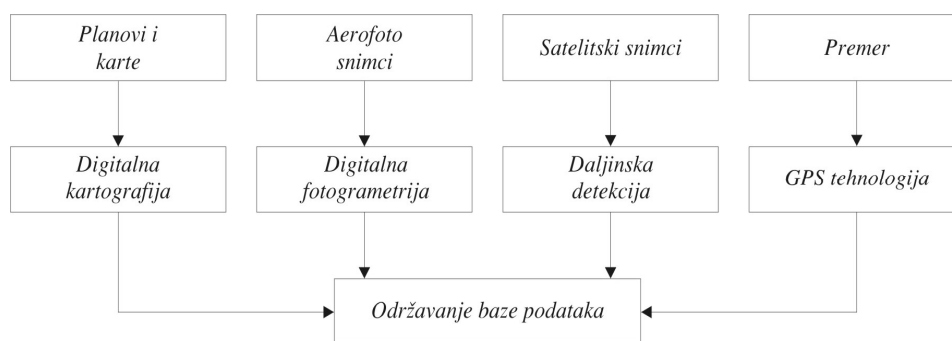 Planovi i
karte
Aerofoto
snimci
Satelitski snimci
Premer
Digitalna
kartografija
Digitalna
fotogrametrija
Daljinska
detekcija
GPS tehnologija
Održavanje baze podataka